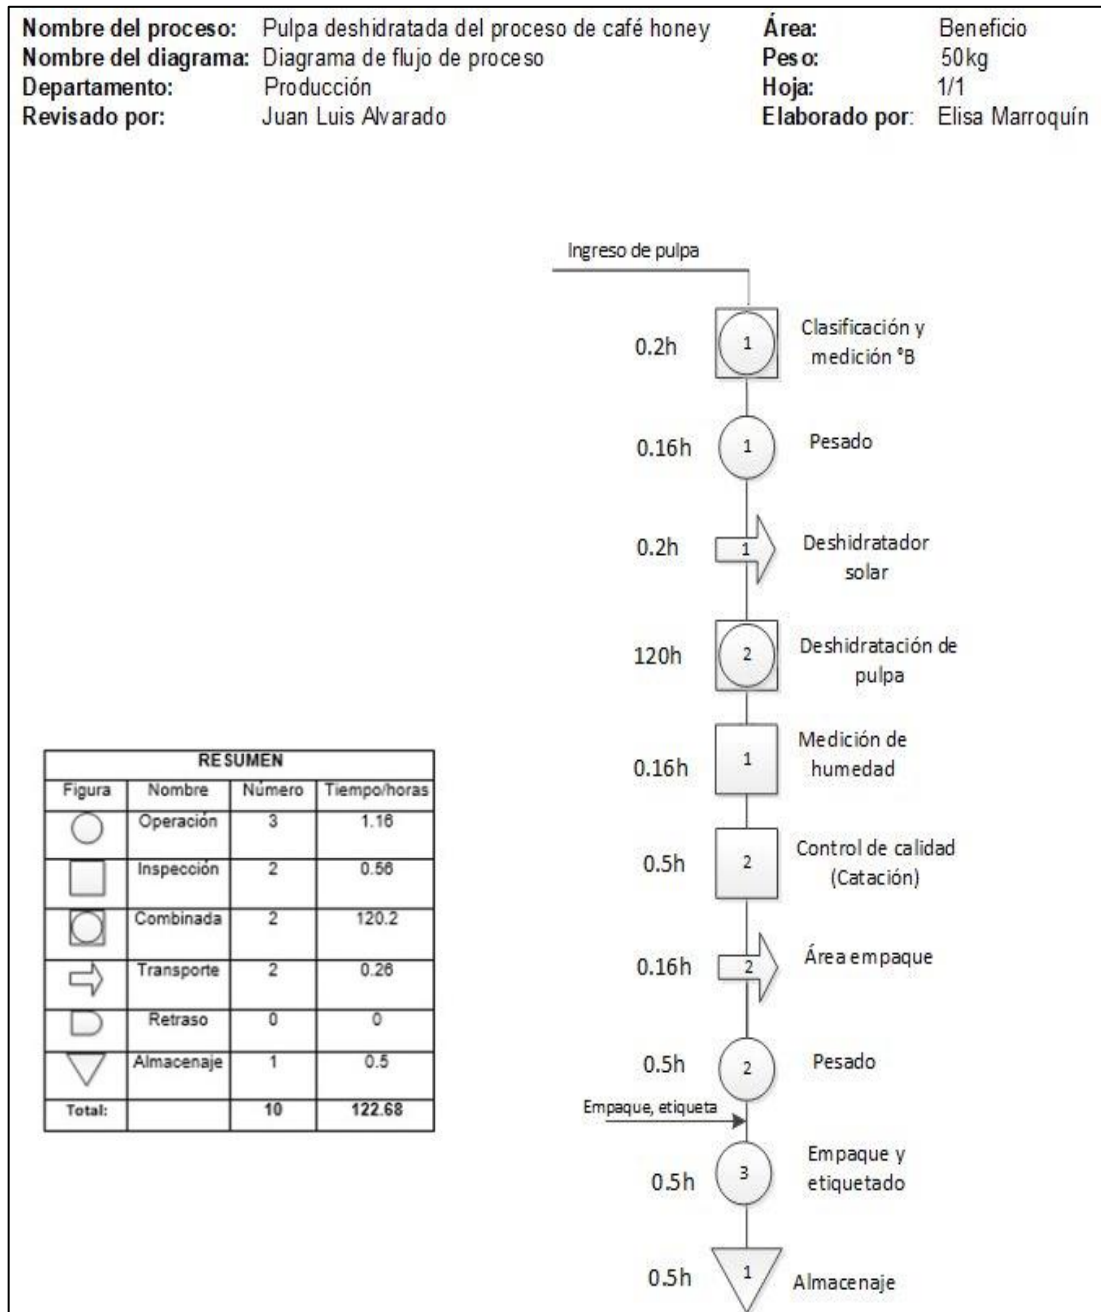 Nombre del proceso: Pulpa deshidratada del proceso de café honey Área: Beneficio
Nombre del diagrama: Diagrama de flujo de proceso Peso: 50kg
Departamento: Producción Hoja: 1/1
Revisado por: Juan Luis Alvarado Elaborado por: Elisa Marroquín
Ingreso de pulpa
0.2h 1 Clasificación y
medición °B
0.16h 1 Pesado
0.2h 1 Deshidratador
solar
120h 2 Deshidratación de
pulpa
0.16h 1 Medición de
humedad
0.5h 2 Control de calidad
(Catación)
0.16h 2 Área empaque
0.5h 2 Pesado
Empaque, etiqueta
0.5h 3 Empaque y
etiquetado
0.5h 1 Almacenaje
RESUMEN
Figura Nombre Número Tiempo/horas
Operación 3 1.16
Inspección 2 0.56
Combinada 2 120.2
Transporte 2 0.26
Retraso 0 0
Almacenaje 1 0.5
Total: 10 122.68